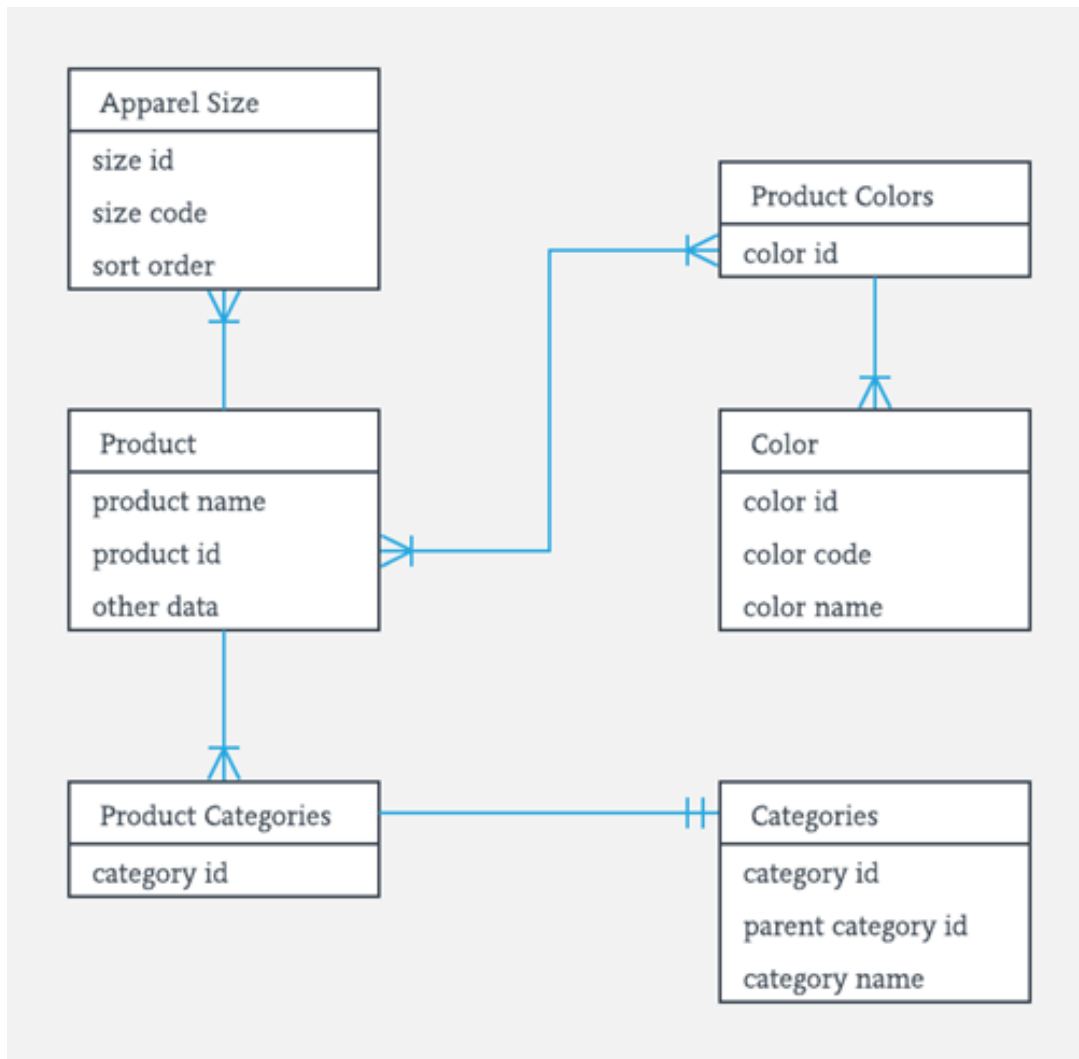 Apparel Size
size id
size code
sort order
Product Colors
color id
Product
product name
product id
other data
Color
color id
color code
color name
Product Categories
category id
Categories
category id
parent category id
category name